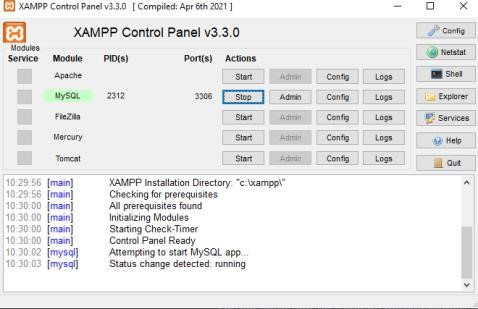 XAMPP Control Panel v3.3.0 [ Compiled: Apr 6th 2021 ]
XAMPP Control Panel v3.3.0
Config
Modules
Service Module PID(s) Port(s) Actions
Netstat
Apache Start Admin Config Logs
Shell
MySQL 2312 3306 Stop Admin Config Logs
Explorer
FileZilla Start Admin Config Logs
Services
Mercury Start Admin Config Logs
Help
Tomcat Start Admin Config Logs
Quit
10:29:56 [main] XAMPP Installation Directory: "c:\xampp\"
10:29:56 [main] Checking for prerequisites
10:30:00 [main] All prerequisites found
10:30:00 [main] Initializing Modules
10:30:00 [main] Starting Check-Timer
10:30:00 [main] Control Panel Ready
10:30:02 [mysql] Attempting to start MySQL app...
10:30:03 [mysql] Status change detected: running